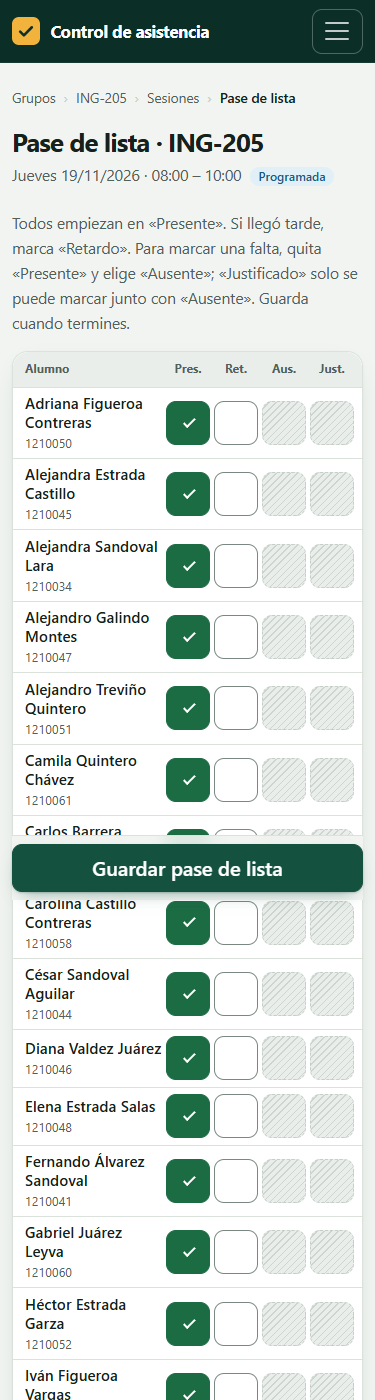 Control de asistencia
Grupos › ING-205 › Sesiones › Pase de lista
Pase de lista · ING-205
Jueves 19/11/2026 · 08:00 – 10:00 Programada
Todos empiezan en «Presente». Si llegó tarde,
marca «Retardo». Para marcar una falta, quita
«Presente» y elige «Ausente»; «Justificado» solo se
puede marcar junto con «Ausente». Guarda
cuando termines.
Alumno Pres. Ret. Aus. Just.
Adriana Figueroa
Contreras
1210050
Alejandra Estrada
Castillo
1210045
Alejandra Sandoval
Lara
1210034
Alejandro Galindo
Montes
1210047
Alejandro Treviño
Quintero
1210051
Camila Quintero
Chávez
1210061
Carlos Barrera
Guardar pase de lista
Carolina Castillo
Contreras
1210058
César Sandoval
Aguilar
1210044
Diana Valdez Juárez
1210046
Elena Estrada Salas
1210048
Fernando Álvarez
Sandoval
1210041
Gabriel Juárez
Leyva
1210060
Héctor Estrada
Garza
1210052
Iván Figueroa
Vargas